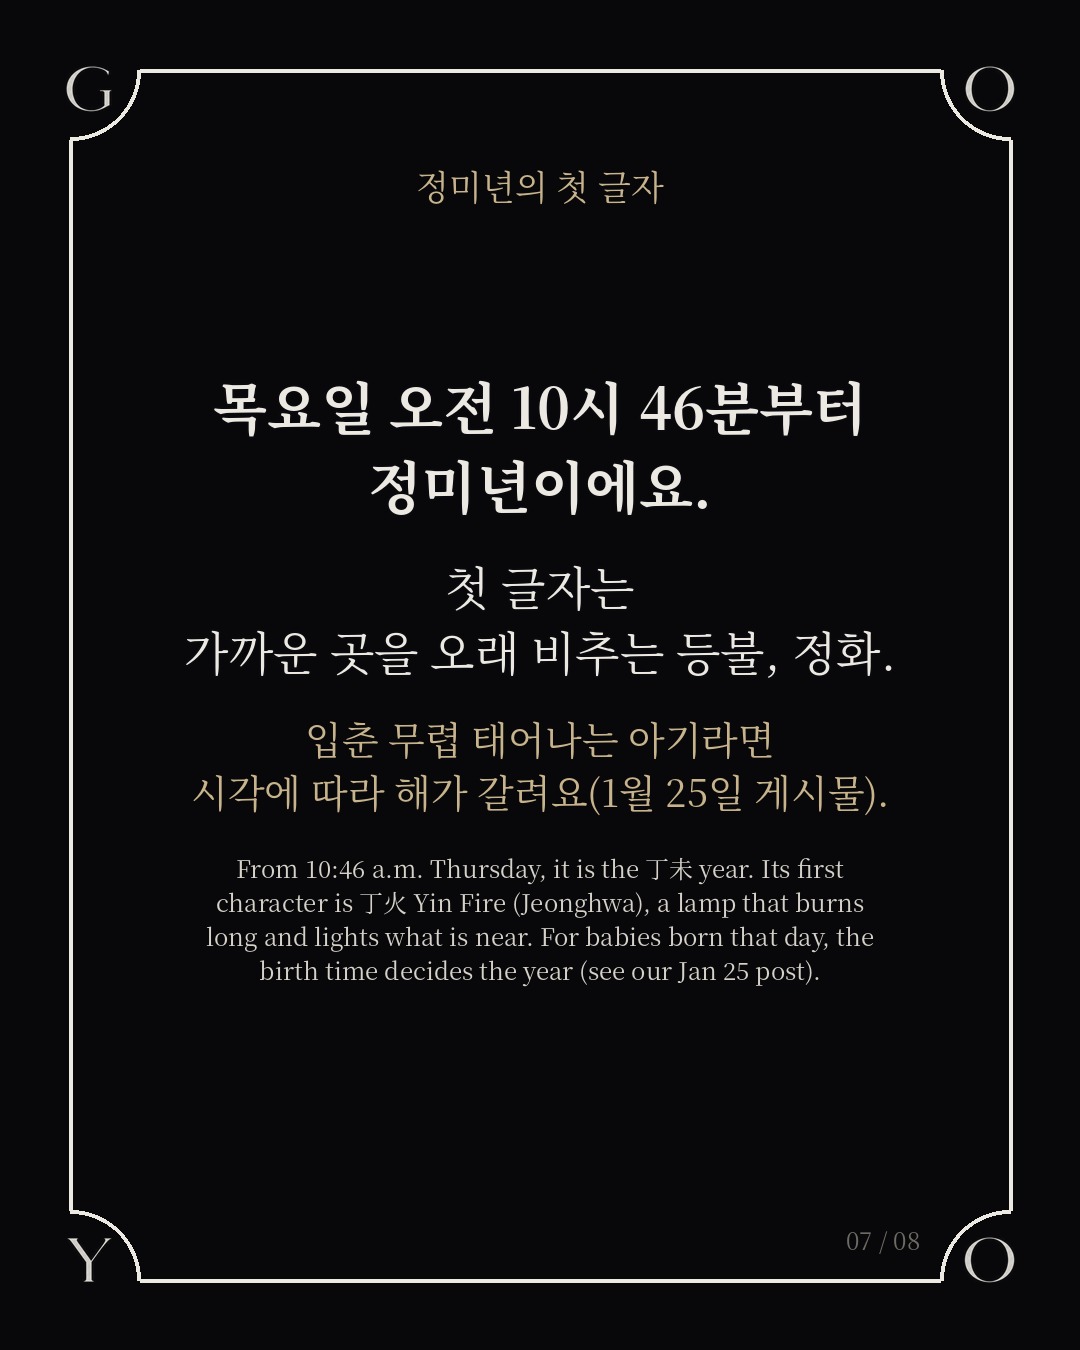 G O
정미년의 첫 글자
목요일 오전 10시 46분부터
정미년이에요.
첫 글자는
가까운 곳을 오래 비추는 등불, 정화.
입춘 무렵 태어나는 아기라면
시각에 따라 해가 갈려요(1월 25일 게시물).
From 10:46 a.m. Thursday, it is the 丁未 year. Its first
character is 丁火 Yin Fire (Jeonghwa), a lamp that burns
long and lights what is near. For babies born that day, the
birth time decides the year (see our Jan 25 post).
07 / 08
Y O